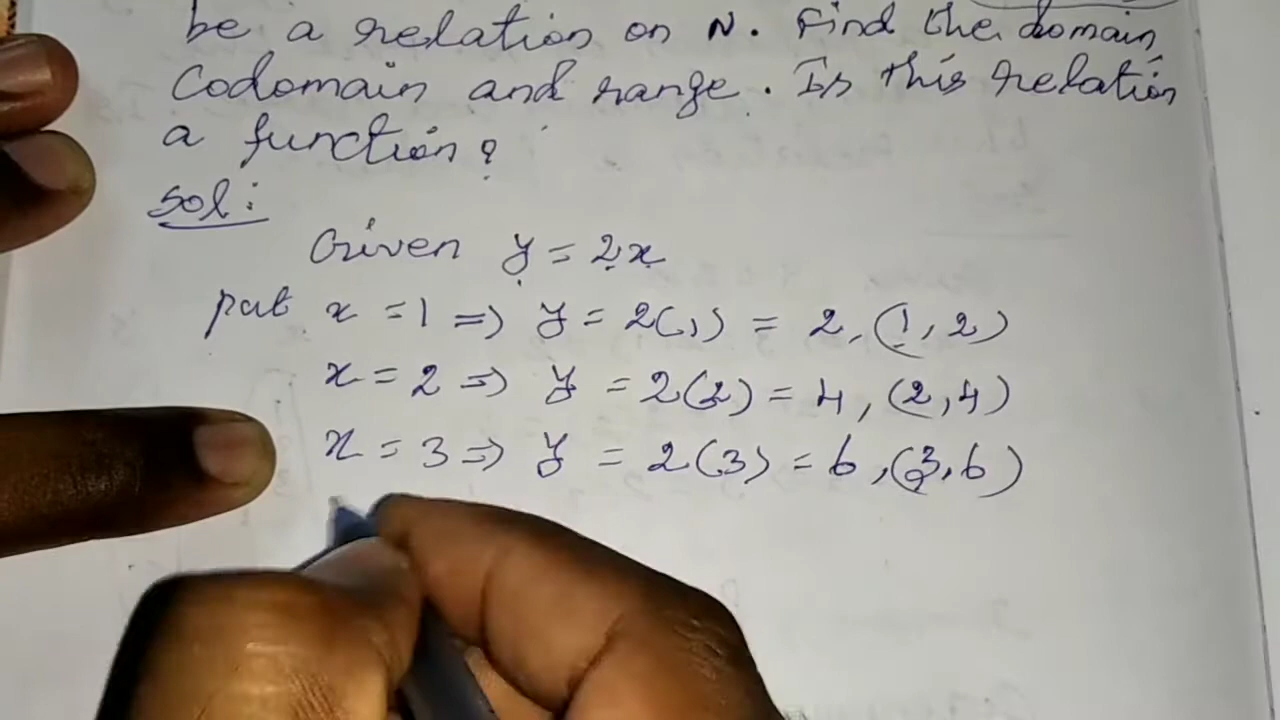 be a relation on N. Find the domain
Codomain and range. Is this relation
a function?
Sol:
Given y = 2x
put x = 1 => y = 2(1) = 2, (1, 2)
x = 2 => y = 2(2) = 4, (2,4)
x = 3 => y = 2(3) = 6, (3,6)